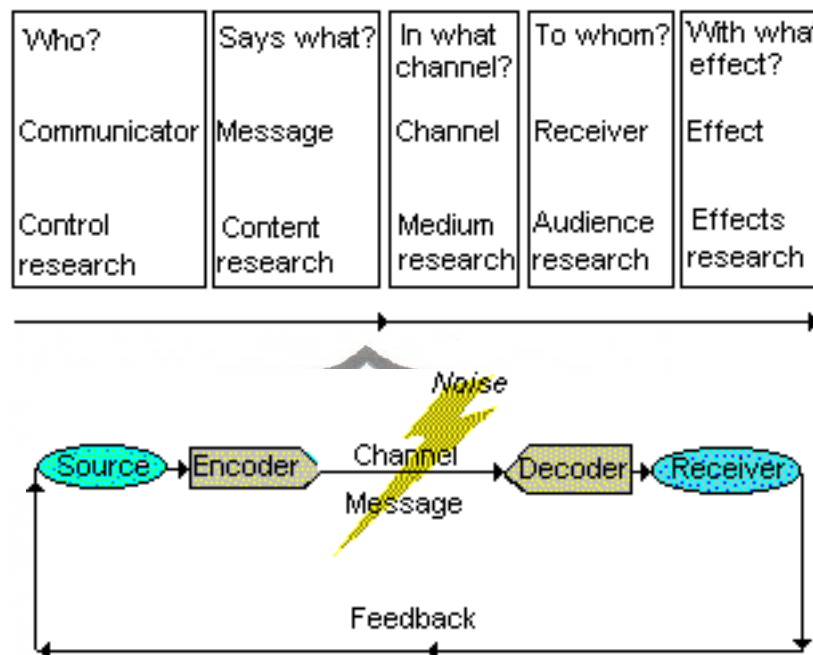 Who?
Communicator
Control
research
Says what?
Message
Content
research
In what
channel?
Channel
Medium
research
To whom?
Receiver
Audience
research
With what
effect?
Effect
Effects
research
Noise
Source
Encoder
Channel
Message
Decoder
Receiver
Feedback